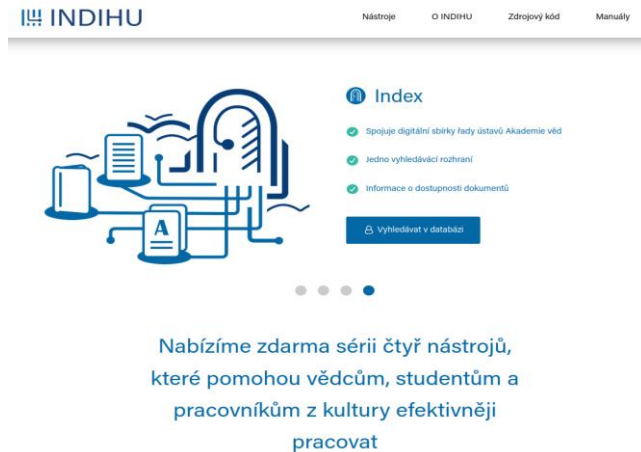 INDIHU
Nástroje
O INDIHU
Zdrojový kód
Manuály
Index
Spojuje digitální sbírky řady ústavů Akademie věd
Jedno vyhledávácí rozhraní
Informace o dostupnosti dokumentů
Vyhledávat v databázi
A
Nabízíme zdarma sérii čtyř nástrojů,
které pomohou vědcům, studentům a
pracovníkům z kultury efektivněji
pracovat